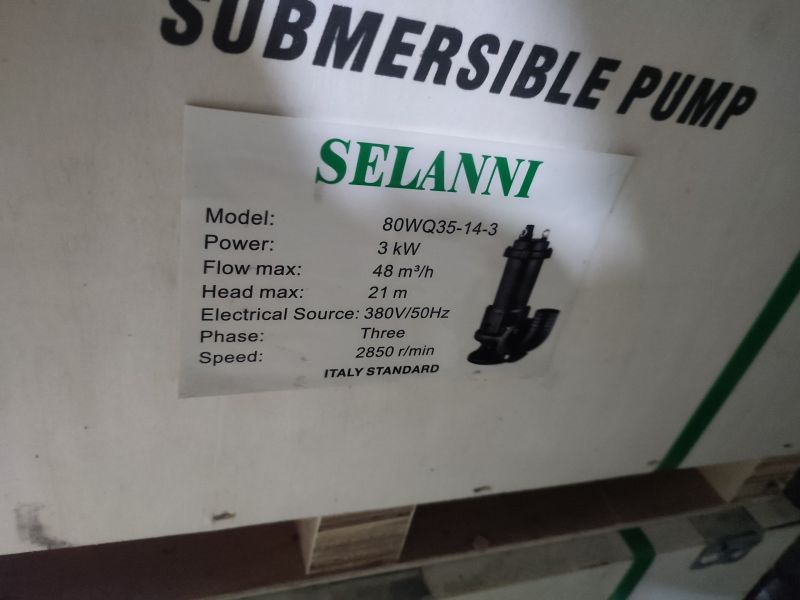 SUBMERSIBLE PUMP
SELANNI
Model: 80WQ35-14-3
Power: 3 kW
Flow max: 48 m³/h
Head max: 21 m
Electrical Source: 380V/50Hz
Phase: Three
Speed: 2850 r/min
ITALY STANDARD